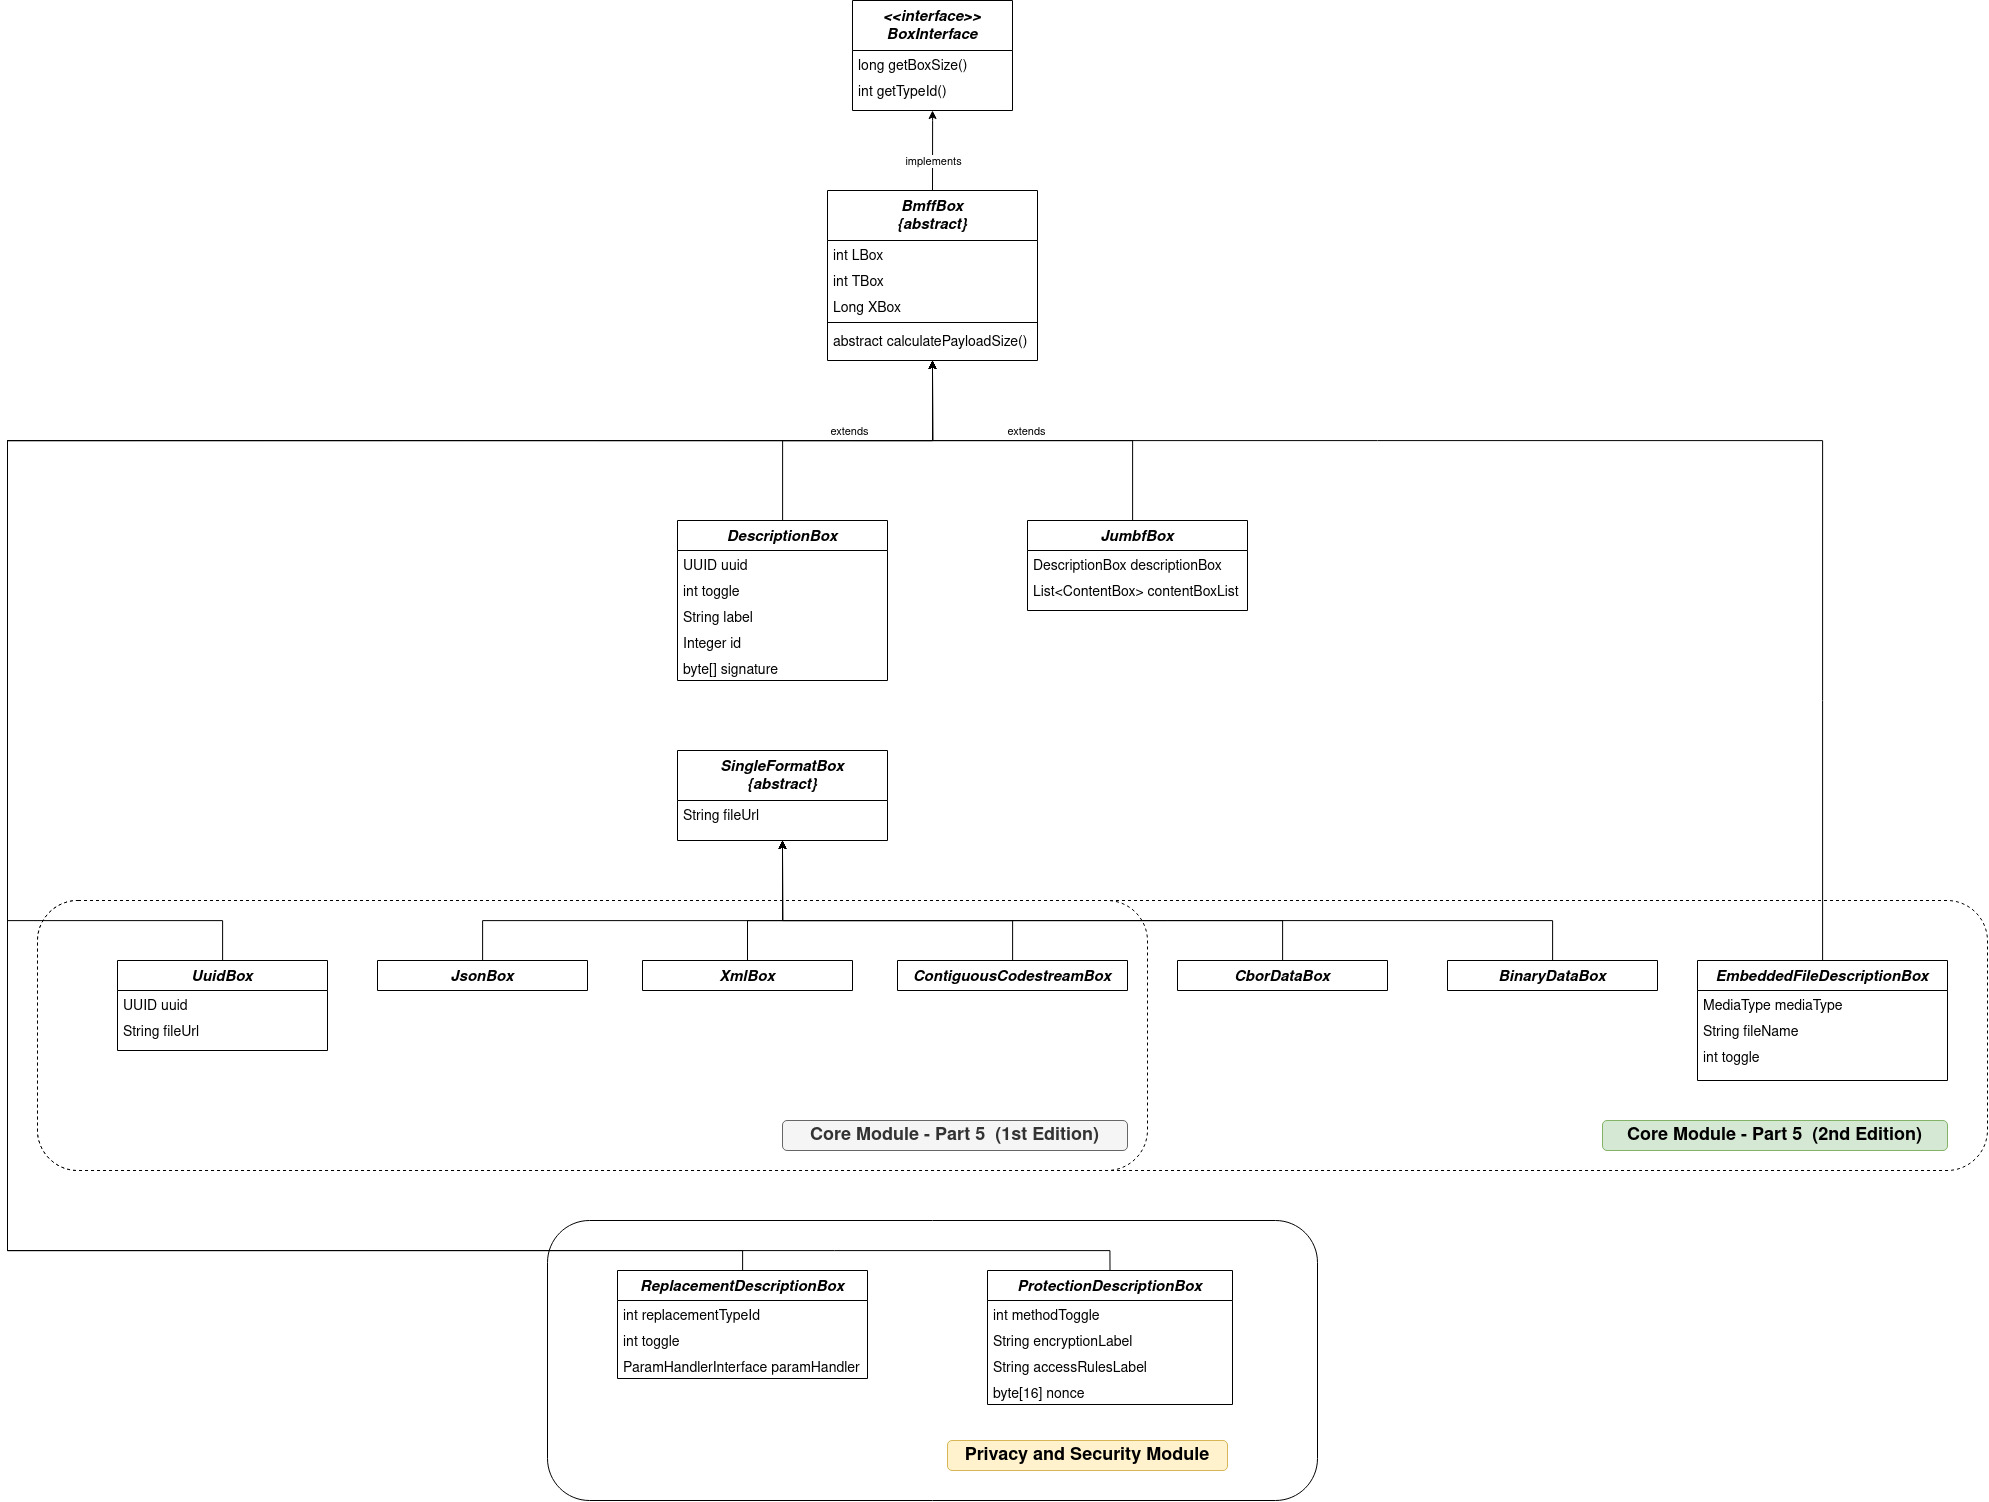 <<interface>>
BoxInterface
long getBoxSize()
int getTypeId()
implements
BmffBox
{abstract}
int LBox
int TBox
Long XBox
abstract calculatePayloadSize()
extends
extends
DescriptionBox
UUID uuid
int toggle
String label
Integer id
byte[] signature
JumbfBox
DescriptionBox descriptionBox
List<ContentBox> contentBoxList
SingleFormatBox
{abstract}
String fileUrl
UuidBox
UUID uuid
String fileUrl
JsonBox
XmlBox
ContiguousCodestreamBox
CborDataBox
BinaryDataBox
EmbeddedFileDescriptionBox
MediaType mediaType
String fileName
int toggle
Core Module - Part 5 (1st Edition)
Core Module - Part 5 (2nd Edition)
ReplacementDescriptionBox
int replacementTypeId
int toggle
ParamHandlerInterface paramHandler
ProtectionDescriptionBox
int methodToggle
String encryptionLabel
String accessRulesLabel
byte[16] nonce
Privacy and Security Module